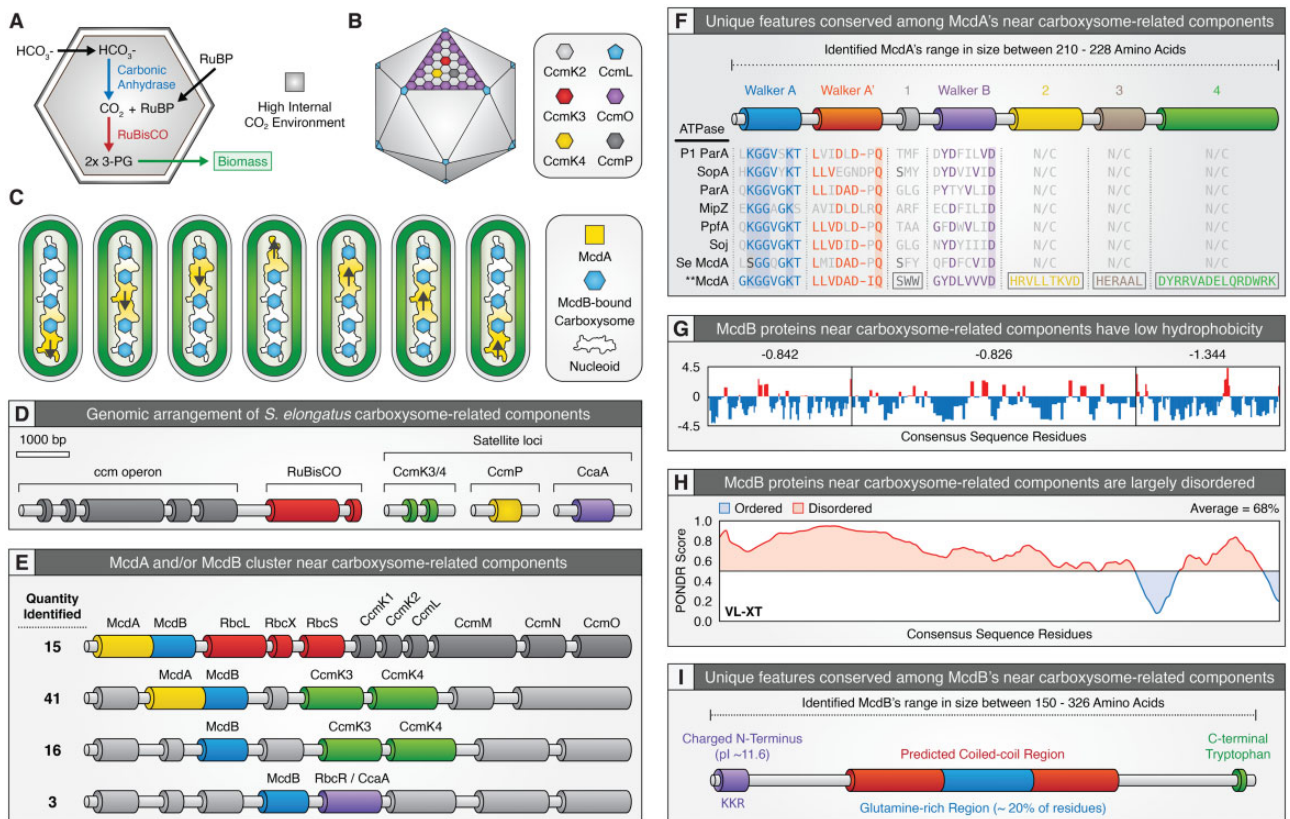 A
HCO3-
HCO3-
Carbonic
Anhydrase
RuBP
CO2 + RuBP
RuBisCO
2x 3-PG
Biomass
High Internal
CO2 Environment
B
CcmK2
CcmL
CcmK3
CcmO
CcmK4
CcmP
C
McdA
McdB-bound
Carboxysome
Nucleoid
D
Genomic arrangement of S. elongatus carboxysome-related components
1000 bp
Satellite loci
ccm operon
RuBisCO
CcmK3/4
CcmP
CcaA
E
McdA and/or McdB cluster near carboxysome-related components
Quantity
Identified
McdA
McdB
RbcL
RbcX
RbcS
CcmK1
CcmK2
CcmL
CcmM
CcmN
CcmO
15
McdA
McdB
CcmK3
CcmK4
41
McdB
CcmK3
CcmK4
16
McdB
RbcR / CcaA
3
F
Unique features conserved among McdA's near carboxysome-related components
Identified McdA's range in size between 210 - 228 Amino Acids
Walker A
Walker A'
1
Walker B
2
3
4
ATPase
P1 ParA LKGGVSKT LVIDLD-PQ TMF DYDFILVD N/C N/C N/C
SopA HKGGVYKT LLVEGNDPQ SMY DYDVIVID N/C N/C N/C
ParA QKGGVGKT LLIDAD-PQ GLG PYTYVLID N/C N/C N/C
MipZ EKGGAGKS AVIDLDLRQ ARF ECDFILID N/C N/C N/C
PpfA QKGGVGKT LLVDAD-PQ TAA GFDWVLID N/C N/C N/C
Soj QKGGVGKT LLVDID-PQ GLG NYDYIIID N/C N/C N/C
Se McdA LSGGQGKT LMIDAD-PQ SFY QFDFCVID N/C N/C N/C
**McdA GKGGVGKT LLVDAD-IQ SWW GYDLVVVD HRVLLTKVD HERAAL DYRRVADELQRDWRK
G
McdB proteins near carboxysome-related components have low hydrophobicity
-0.842
-0.826
-1.344
4.5
0
-4.5
Consensus Sequence Residues
H
McdB proteins near carboxysome-related components are largely disordered
Ordered
Disordered
Average = 68%
PONDR Score
1.0
0.8
0.6
0.4
0.2
0.0
VL-XT
Consensus Sequence Residues
I
Unique features conserved among McdB's near carboxysome-related components
Identified McdB's range in size between 150 - 326 Amino Acids
Charged N-Terminus
(pI ~11.6)
Predicted Coiled-coil Region
C-terminal
Tryptophan
KKR
Glutamine-rich Region (~ 20% of residues)